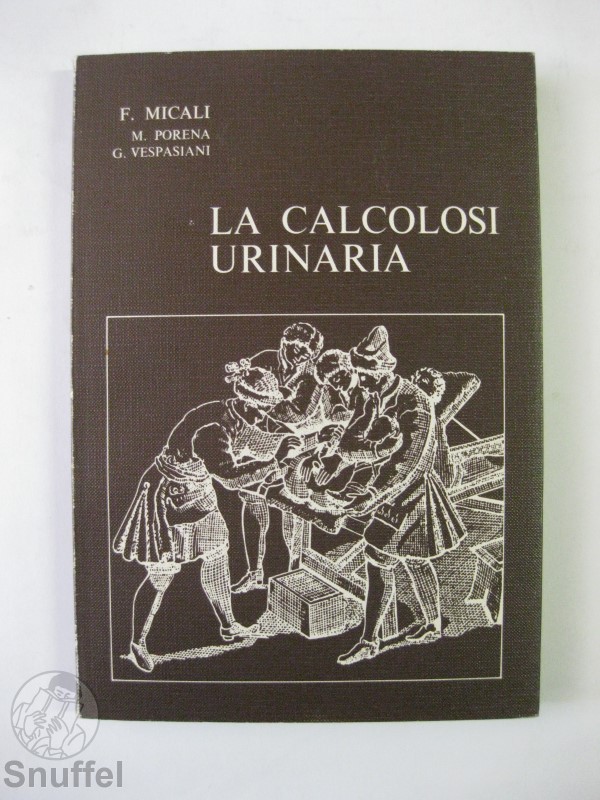 F. MICALI
M. PORENA
G. VESPASIANI
LA CALCOLOSI
URINARIA
Snuffel